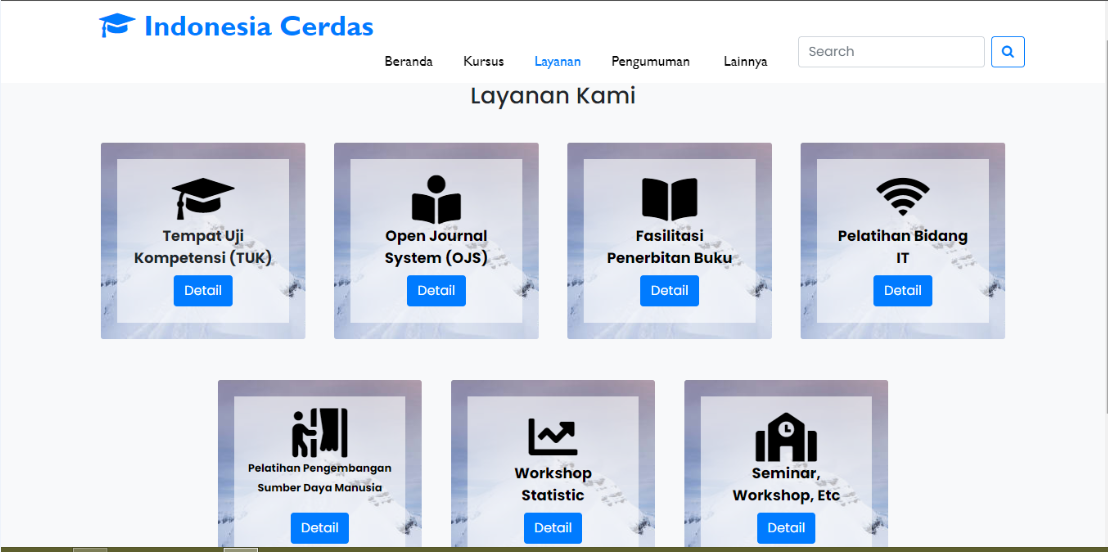 Indonesia Cerdas
Beranda Kursus Layanan Pengumuman Lainnya Search
Layanan Kami
Tempat Uji
Kompetensi (TUK)
Detail
Open Journal
System (OJS)
Detail
Fasilitasi
Penerbitan Buku
Detail
Pelatihan Bidang
IT
Detail
Pelatihan Pengembangan
Sumber Daya Manusia
Detail
Workshop
Statistic
Detail
Seminar,
Workshop, Etc
Detail